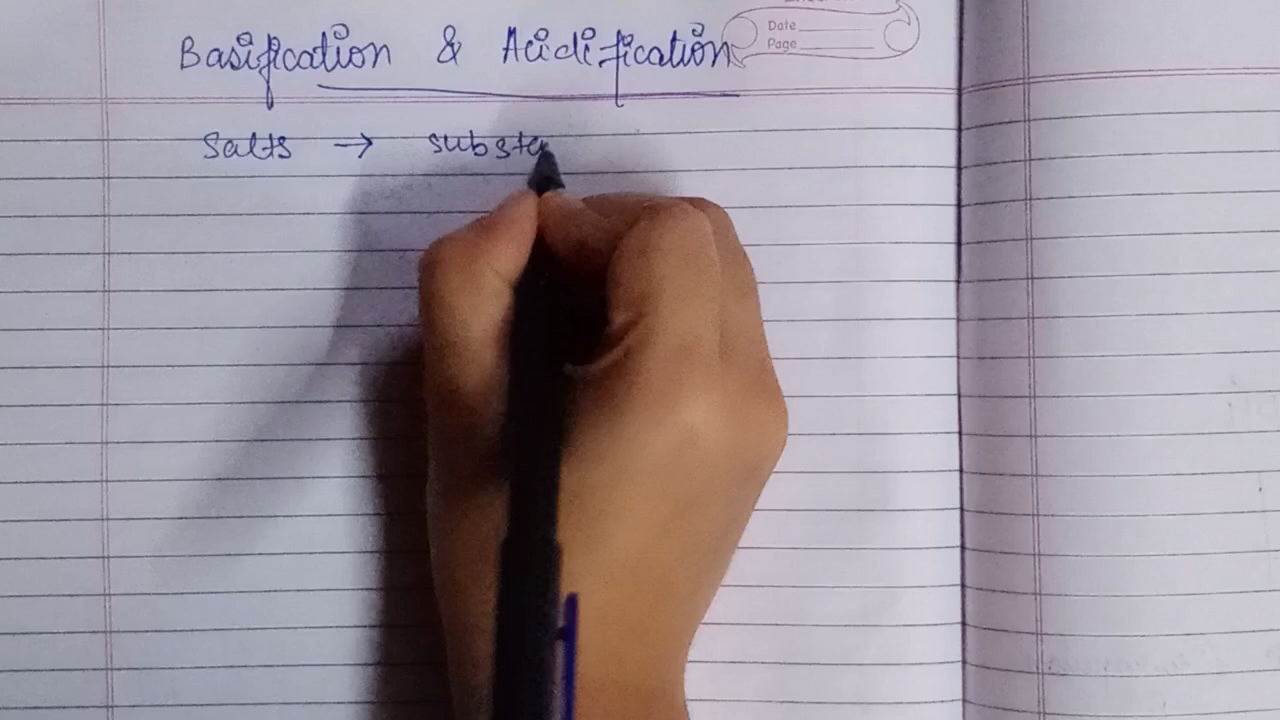 Basification & Acidification
Date
Page
Salts → substa